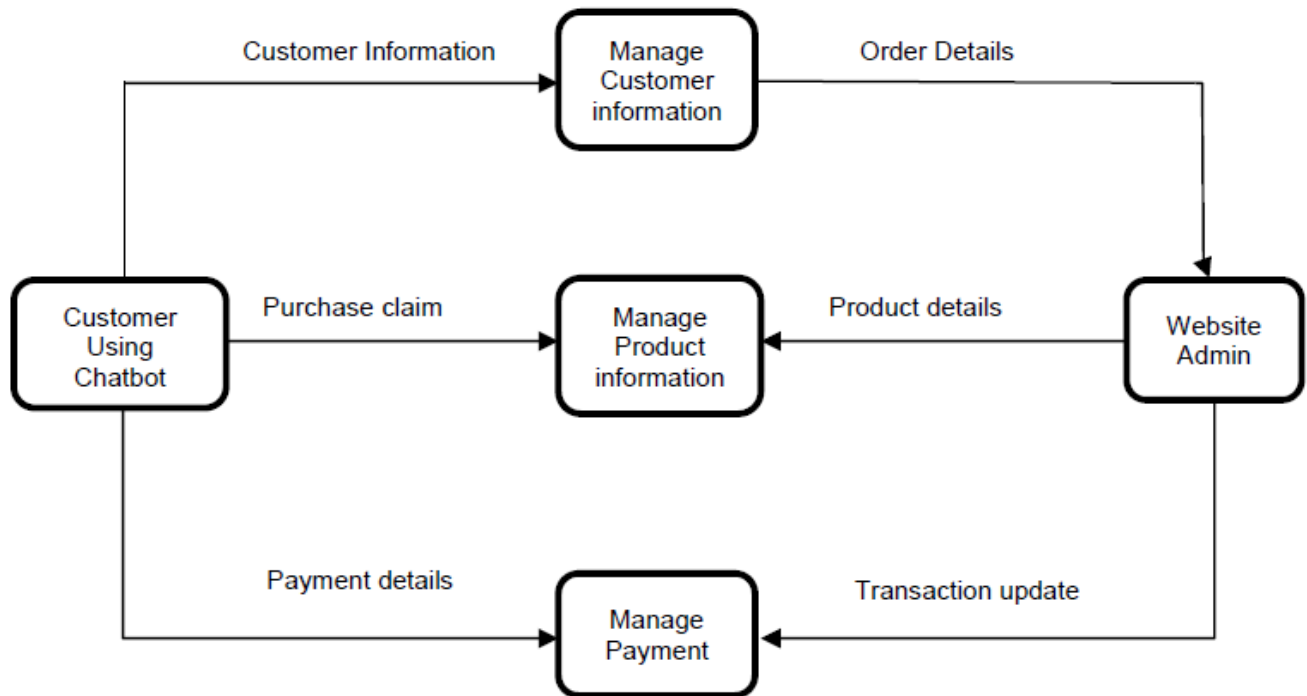 Customer Information
Manage
Customer
information
Order Details
Customer
Using
Chatbot
Purchase claim
Manage
Product
information
Product details
Website
Admin
Payment details
Manage
Payment
Transaction update